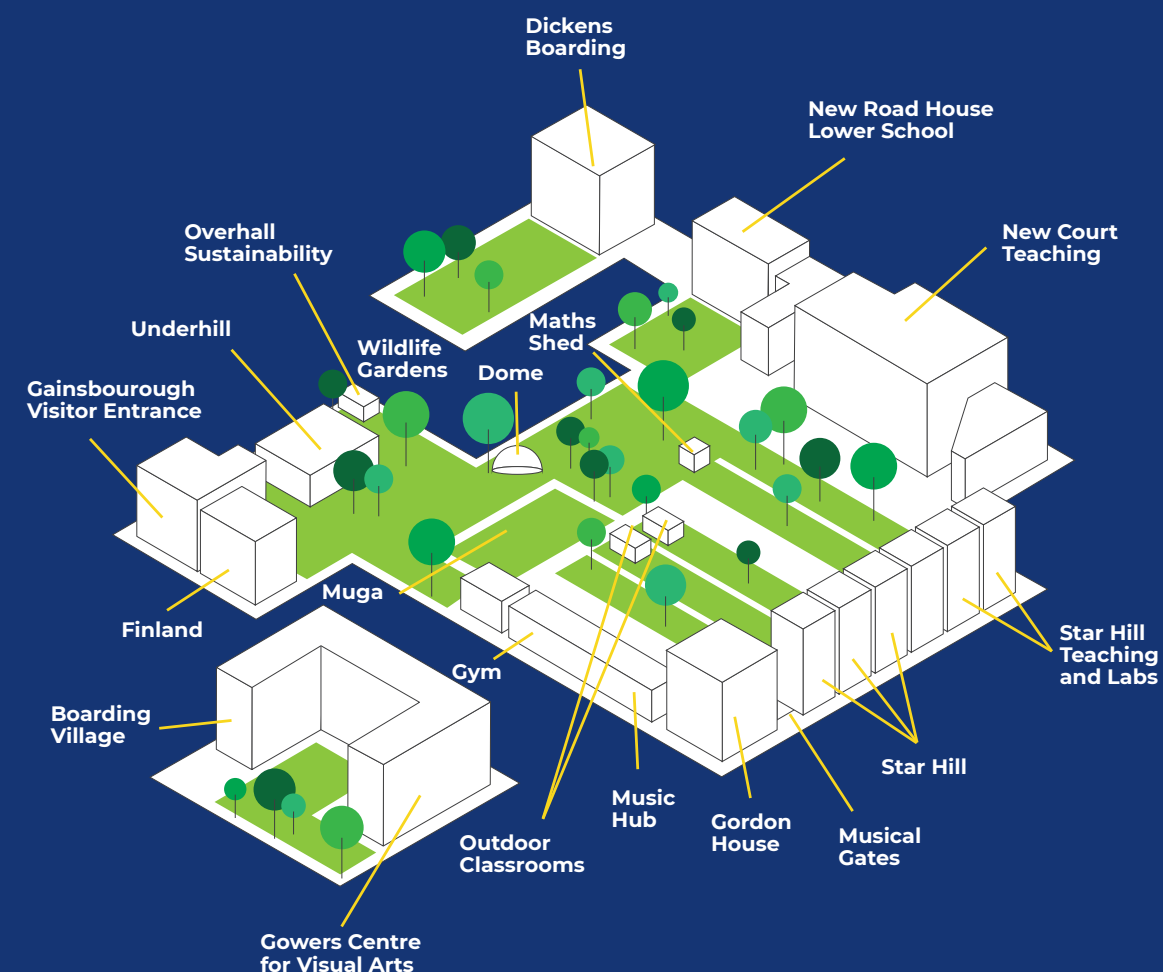 Dickens
Boarding
New Road House
Lower School
Overhall
Sustainability
New Court
Teaching
Underhill
Wildlife
Gardens
Maths
Shed
Dome
Gainsbourough
Visitor Entrance
Muga
Finland
Gym
Star Hill
Teaching
and Labs
Boarding
Village
Star Hill
Music
Hub
Gordon
House
Musical
Gates
Outdoor
Classrooms
Gowers Centre
for Visual Arts